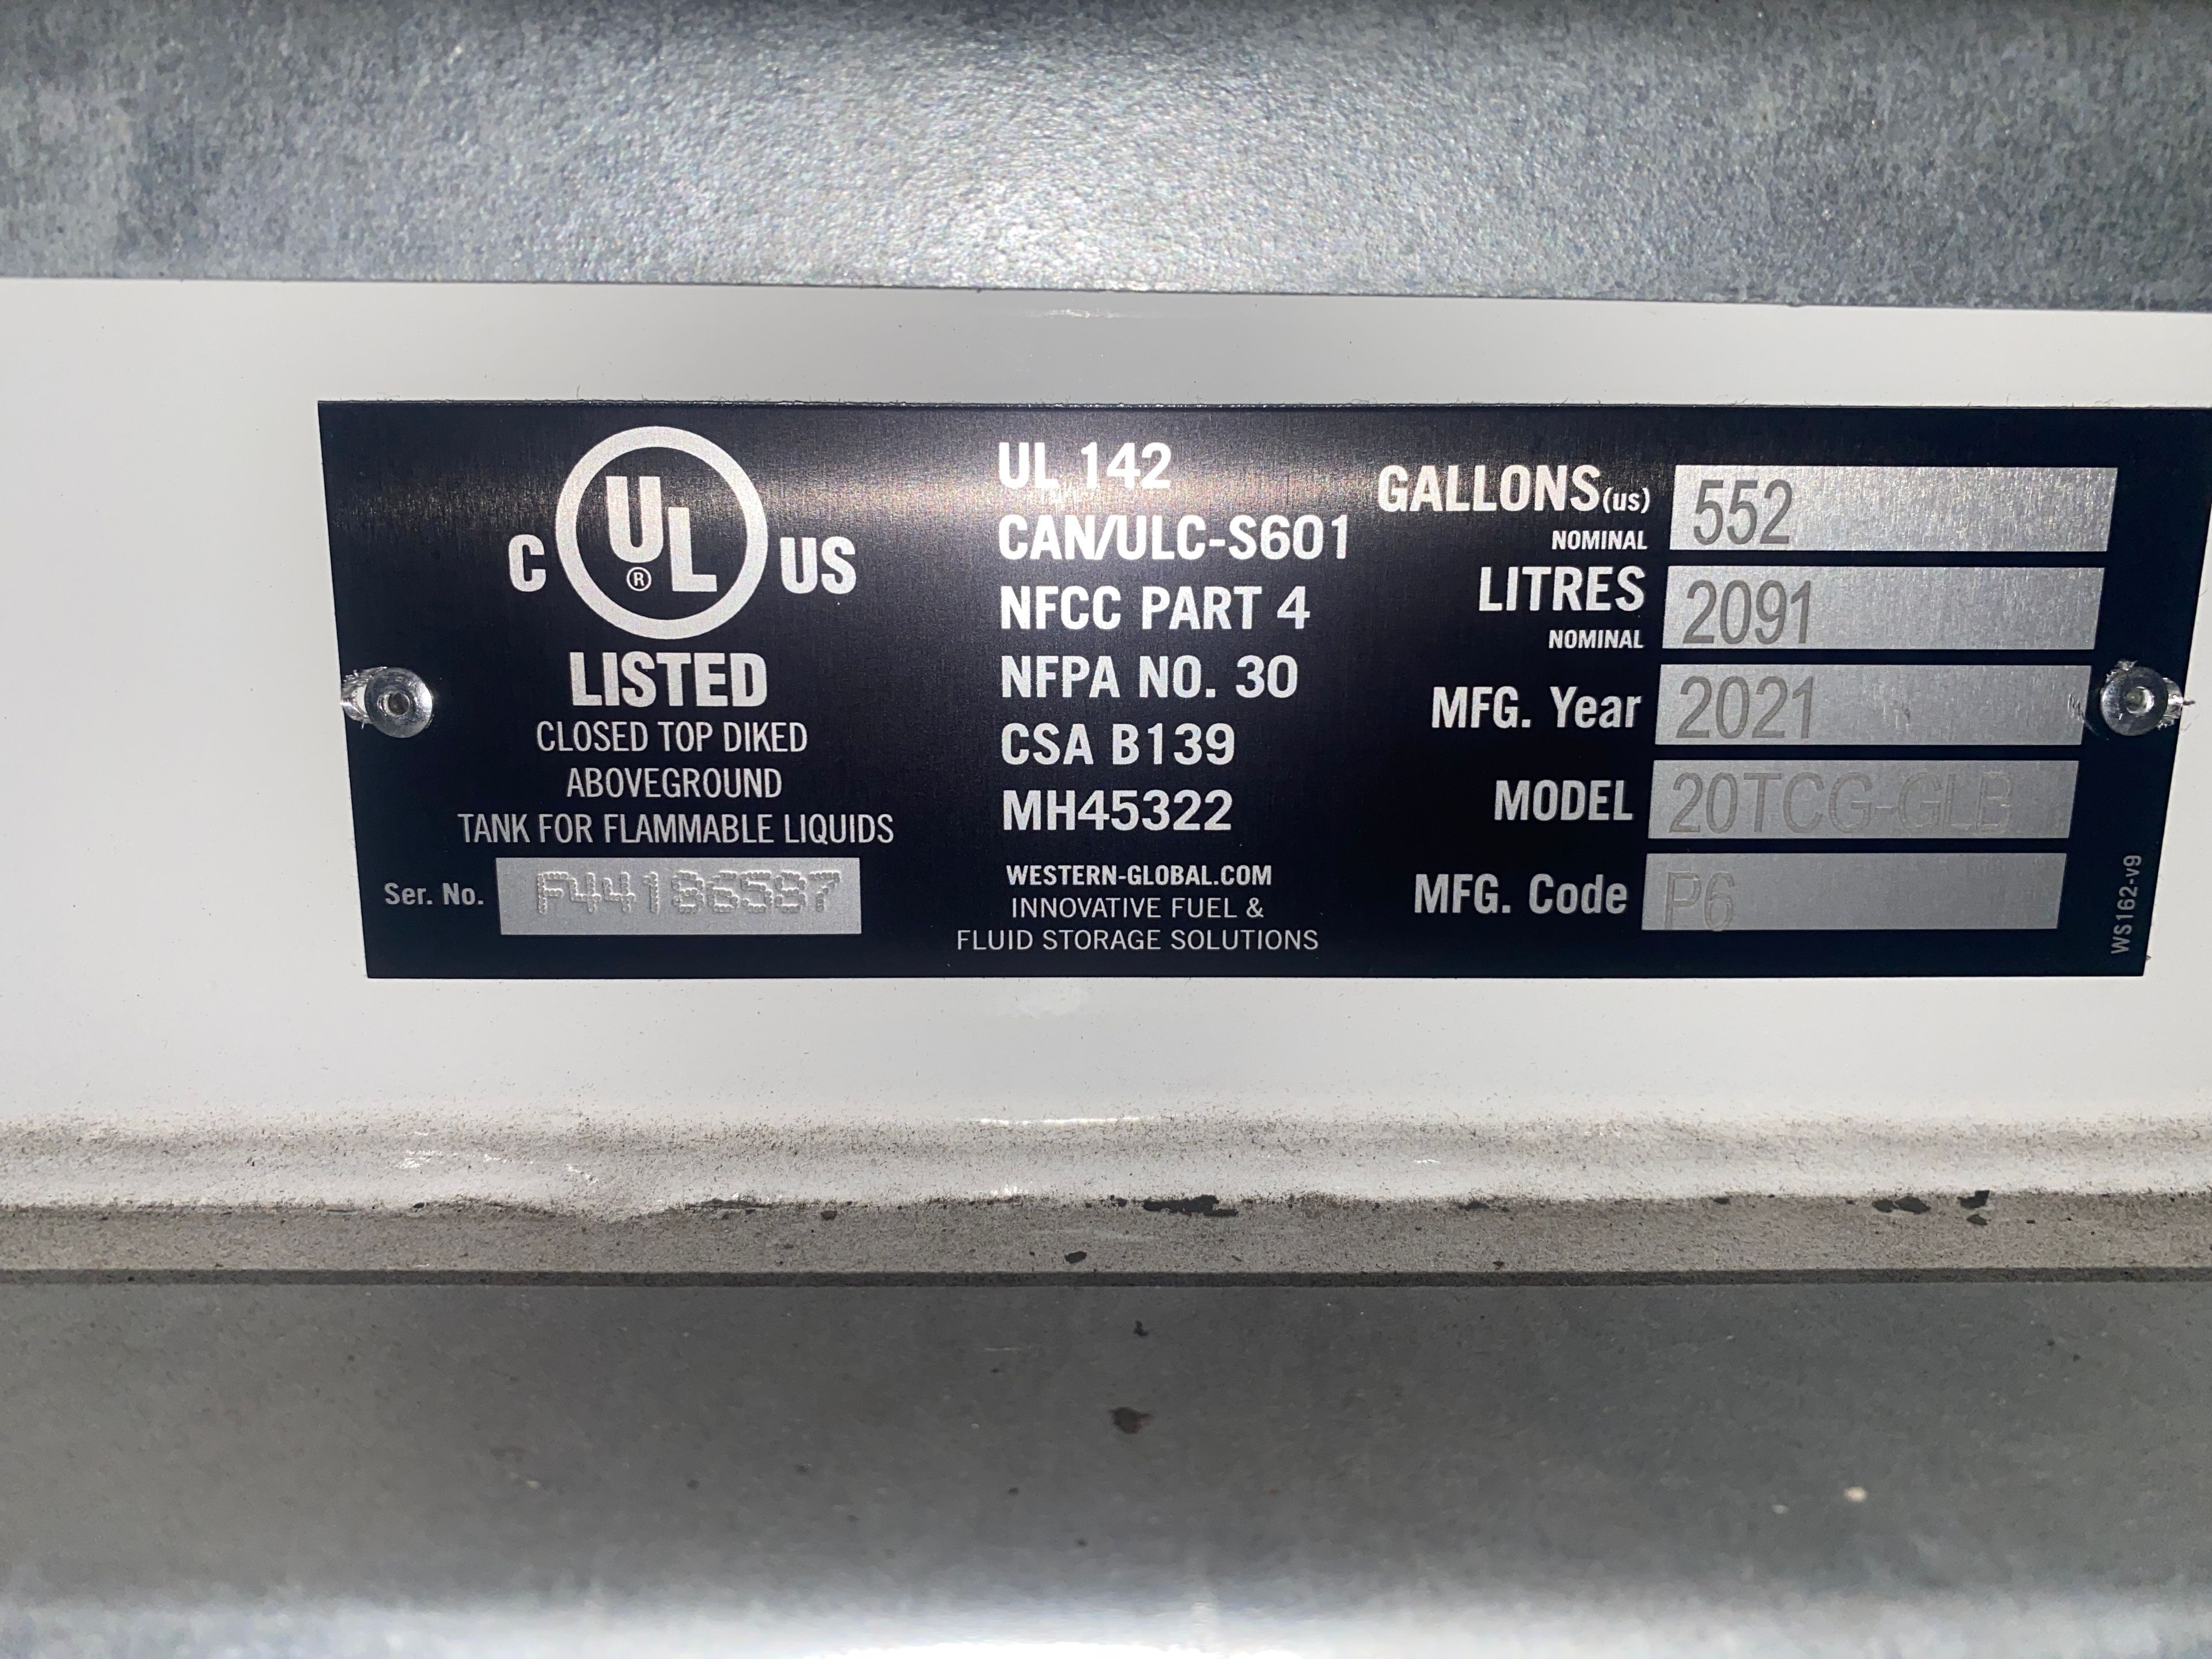 C UL® US
LISTED
CLOSED TOP DIKED
ABOVEGROUND
TANK FOR FLAMMABLE LIQUIDS
Ser. No. F44186587
UL 142
CAN/ULC-S601
NFCC PART 4
NFPA NO. 30
CSA B139
MH45322
WESTERN-GLOBAL.COM
INNOVATIVE FUEL &
FLUID STORAGE SOLUTIONS
GALLONS(us) 552
NOMINAL
LITRES 2091
NOMINAL
MFG. Year 2021
MODEL 20TCG-GLB
MFG. Code P6
WS162-v9